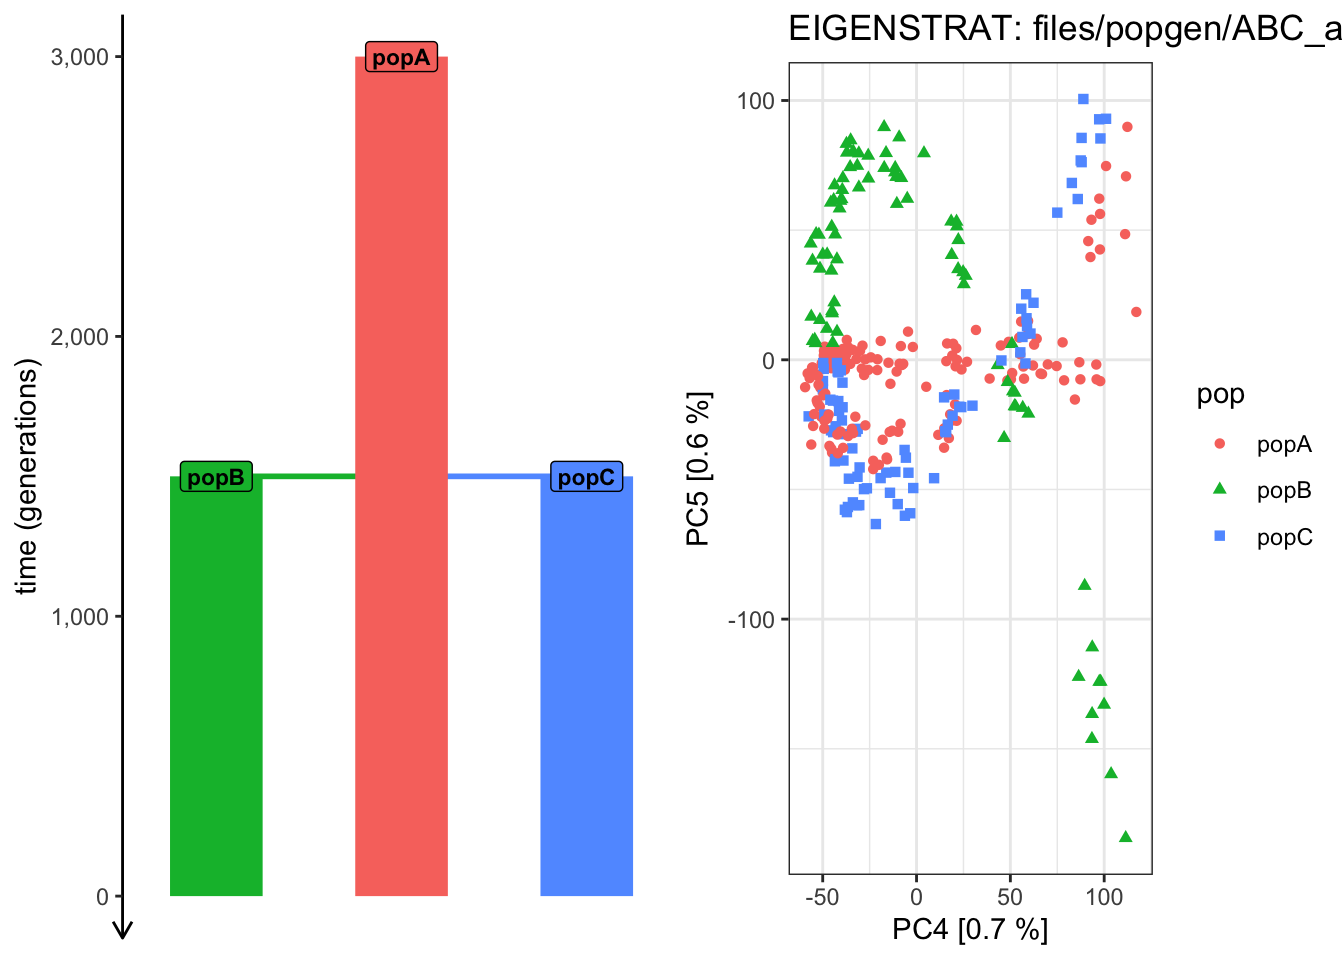 time (generations)
3,000
2,000
1,000
0
popA
popB
popC
EIGENSTRAT: files/popgen/ABC_a
PC5 [0.6 %]
100
0
-100
-50
0
50
100
PC4 [0.7 %]
pop
popA
popB
popC